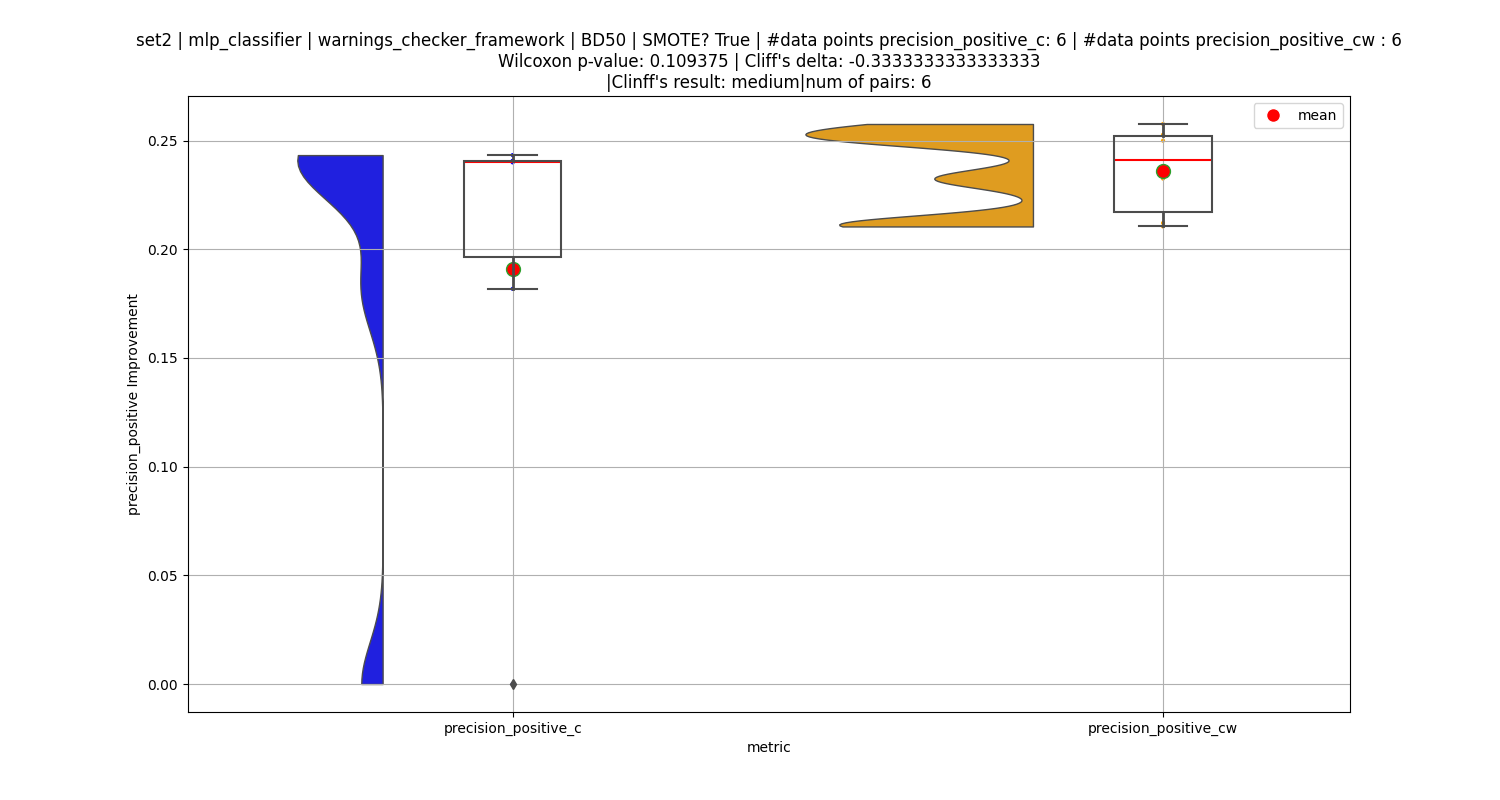 set2 | mlp_classifier | warnings_checker_framework | BD50 | SMOTE? True | #data points precision_positive_c: 6 | #data points precision_positive_cw : 6
Wilcoxon p-value: 0.109375 | Cliff's delta: -0.3333333333333333
|Clinff's result: medium|num of pairs: 6
mean
0.25
0.20
0.15
0.10
0.05
0.00
precision_positive Improvement
precision_positive_c
precision_positive_cw
metric